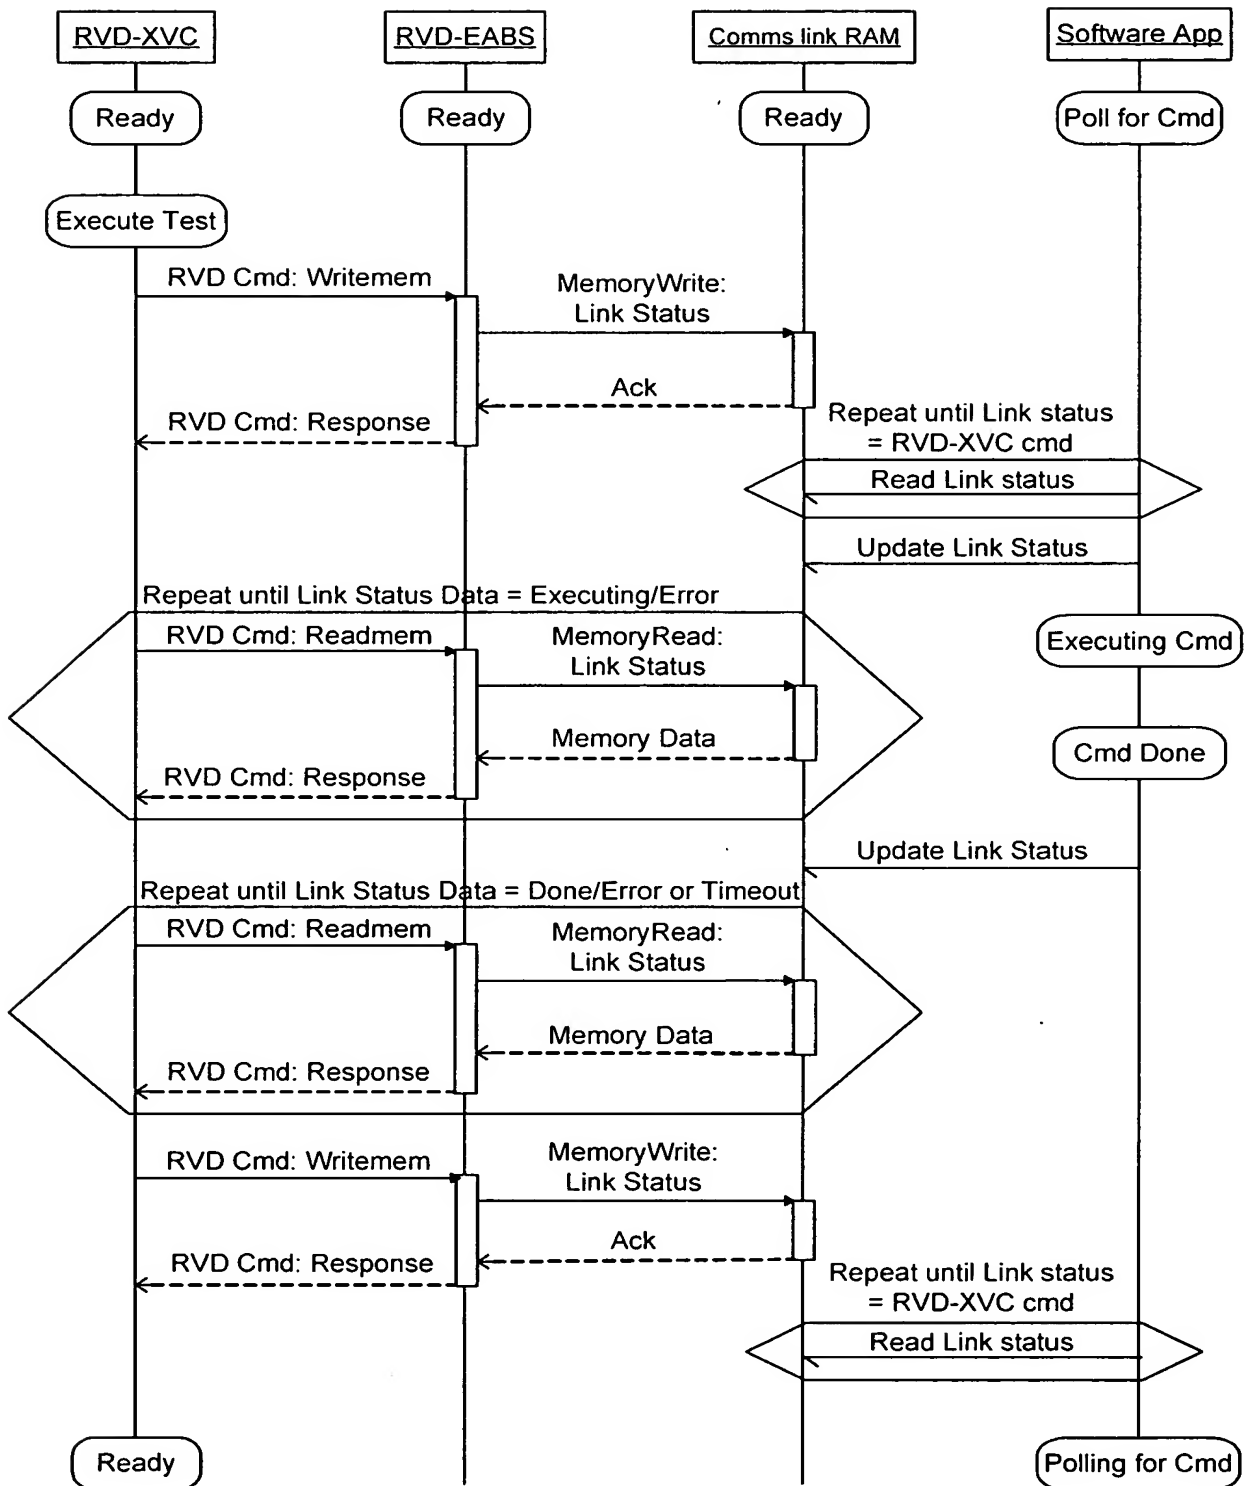 RVD-XVC
RVD-EABS
Comms link RAM
Software App
Ready
Ready
Ready
Poll for Cmd
Execute Test
RVD Cmd: Writemem
MemoryWrite:
Link Status
Ack
RVD Cmd: Response
Repeat until Link status
= RVD-XVC cmd
Read Link status
Update Link Status
Repeat until Link Status Data = Executing/Error
RVD Cmd: Readmem
MemoryRead:
Link Status
Executing Cmd
Memory Data
Cmd Done
RVD Cmd: Response
Update Link Status
Repeat until Link Status Data = Done/Error or Timeout
RVD Cmd: Readmem
MemoryRead:
Link Status
Memory Data
RVD Cmd: Response
RVD Cmd: Writemem
MemoryWrite:
Link Status
Ack
RVD Cmd: Response
Repeat until Link status
= RVD-XVC cmd
Read Link status
Ready
Polling for Cmd